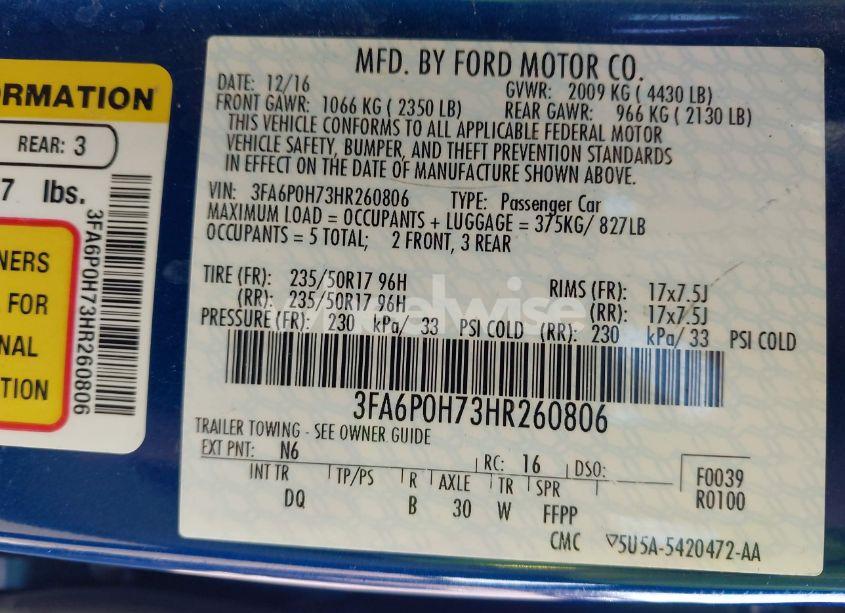 MFD. BY FORD MOTOR CO.
DATE: 12/16 GVWR: 2009 KG ( 4430 LB)
FRONT GAWR: 1066 KG ( 2350 LB) REAR GAWR: 966 KG ( 2130 LB)
THIS VEHICLE CONFORMS TO ALL APPLICABLE FEDERAL MOTOR
VEHICLE SAFETY, BUMPER, AND THEFT PREVENTION STANDARDS
IN EFFECT ON THE DATE OF MANUFACTURE SHOWN ABOVE.
VIN: 3FA6P0H73HR260806 TYPE: Passenger Car
MAXIMUM LOAD = OCCUPANTS + LUGGAGE = 375KG/ 827LB
OCCUPANTS = 5 TOTAL; 2 FRONT, 3 REAR
TIRE (FR): 235/50R17 96H RIMS (FR): 17x7.5J
(RR): 235/50R17 96H (RR): 17x7.5J
PRESSURE (FR): 230 kPa/ 33 PSI COLD (RR): 230 kPa/ 33 PSI COLD
3FA6P0H73HR260806
TRAILER TOWING - SEE OWNER GUIDE
EXT PNT: N6 RC: 16 DSO:
INT TR TP/PS R AXLE TR SPR
DQ B 30 W FFPP
F0039
R0100
CMC ▽5U5A-5420472-AA
ORMATION
REAR: 3
7 lbs.
3FA6P0H73HR260806
NERS
FOR
NAL
TION